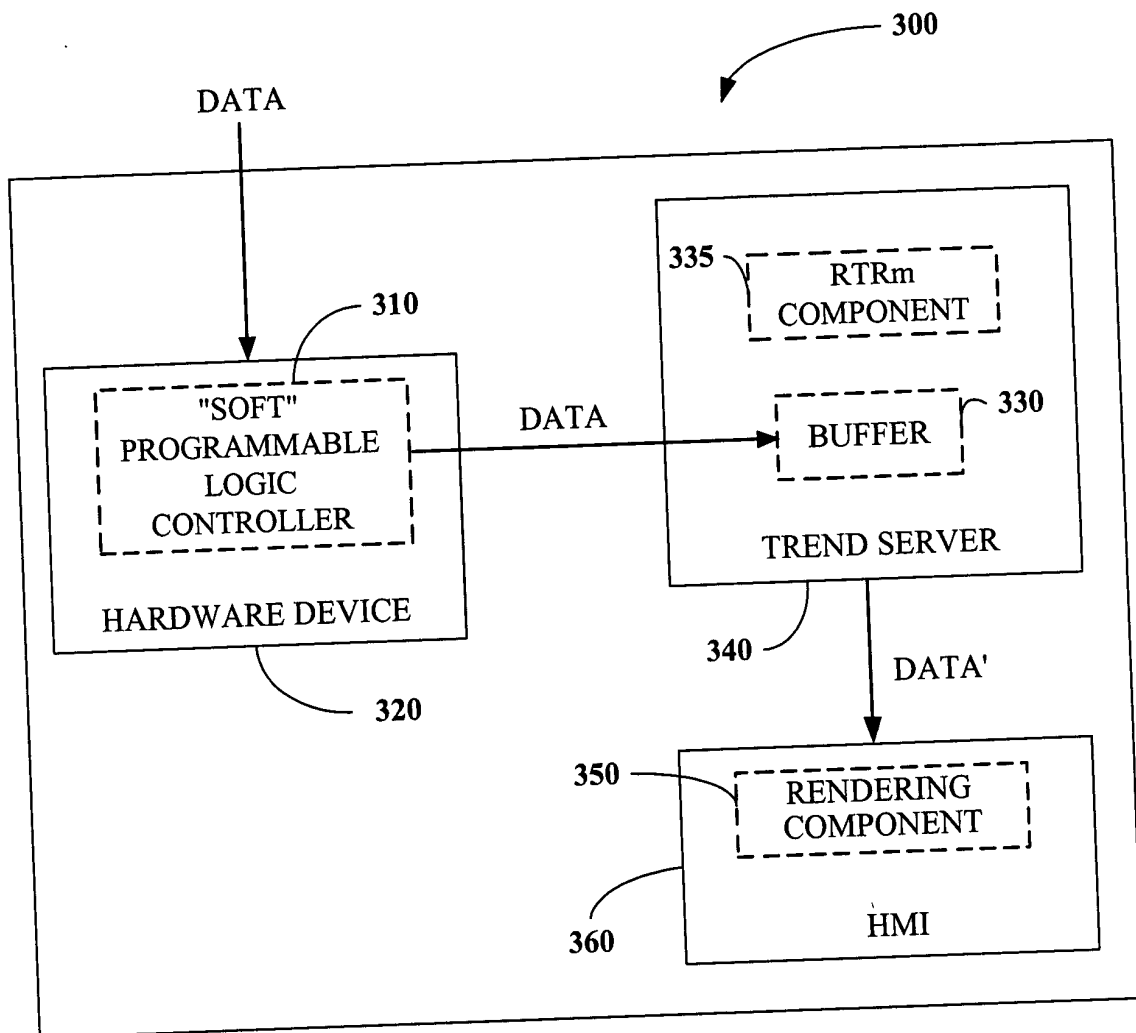 300
DATA
335
RTRm
COMPONENT
310
"SOFT"
PROGRAMMABLE
LOGIC
CONTROLLER
DATA
BUFFER
330
TREND SERVER
HARDWARE DEVICE
340
320
DATA'
350
RENDERING
COMPONENT
360
HMI